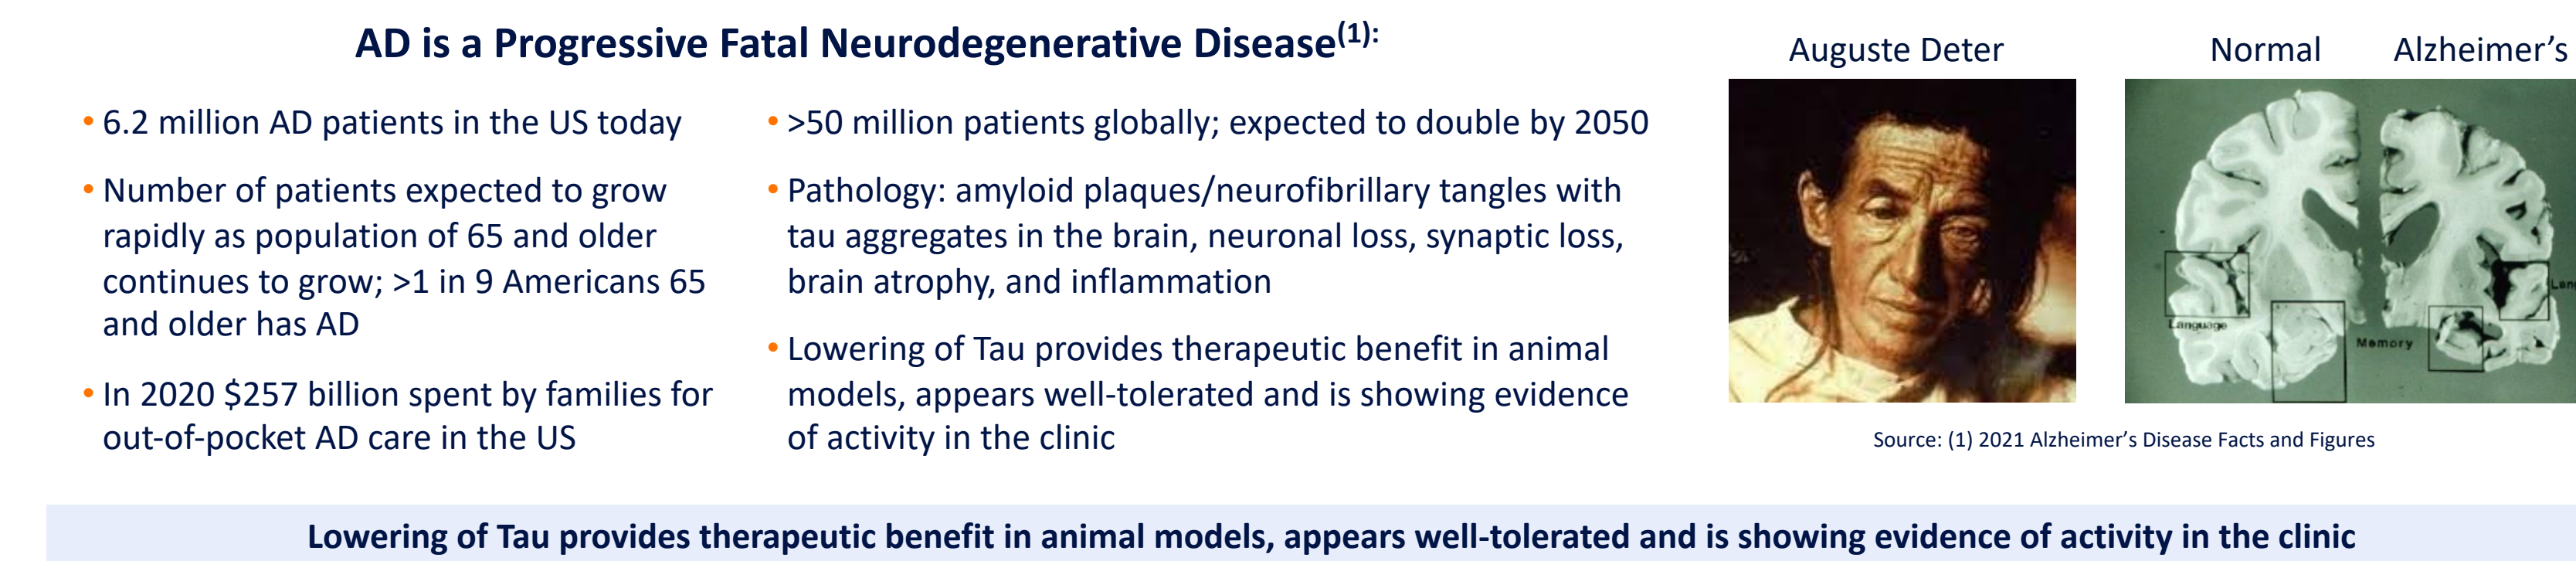 AD is a Progressive Fatal Neurodegenerative Disease(1):
• 6.2 million AD patients in the US today
• Number of patients expected to grow
rapidly as population of 65 and older
continues to grow; >1 in 9 Americans 65
and older has AD
• In 2020 $257 billion spent by families for
out-of-pocket AD care in the US
• >50 million patients globally; expected to double by 2050
• Pathology: amyloid plaques/neurofibrillary tangles with
tau aggregates in the brain, neuronal loss, synaptic loss,
brain atrophy, and inflammation
• Lowering of Tau provides therapeutic benefit in animal
models, appears well-tolerated and is showing evidence
of activity in the clinic
Auguste Deter
Normal
Alzheimer’s
Language
Memory
Source: (1) 2021 Alzheimer’s Disease Facts and Figures
Lowering of Tau provides therapeutic benefit in animal models, appears well-tolerated and is showing evidence of activity in the clinic